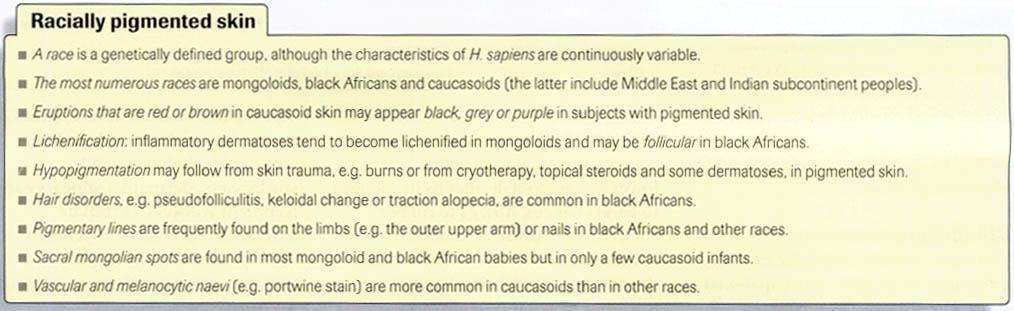 Racially pigmented skin
■ A race is a genetically defined group, although the characteristics of H. sapiens are continuously variable.
■ The most numerous races are mongoloids, black Africans and caucasoids (the latter include Middle East and Indian subcontinent peoples).
■ Eruptions that are red or brown in caucasoid skin may appear black, grey or purple in subjects with pigmented skin.
■ Lichenification: inflammatory dermatoses tend to become lichenified in mongoloids and may be follicular in black Africans.
■ Hypopigmentation may follow from skin trauma, e.g. burns or from cryotherapy, topical steroids and some dermatoses, in pigmented skin.
■ Hair disorders, e.g. pseudofolliculitis, keloidal change or traction alopecia, are common in black Africans.
■ Pigmentary lines are frequently found on the limbs (e.g. the outer upper arm) or nails in black Africans and other races.
■ Sacral mongolian spots are found in most mongoloid and black African babies but in only a few caucasoid infants.
■ Vascular and melanocytic naevi (e.g. portwine stain) are more common in caucasoids than in other races.